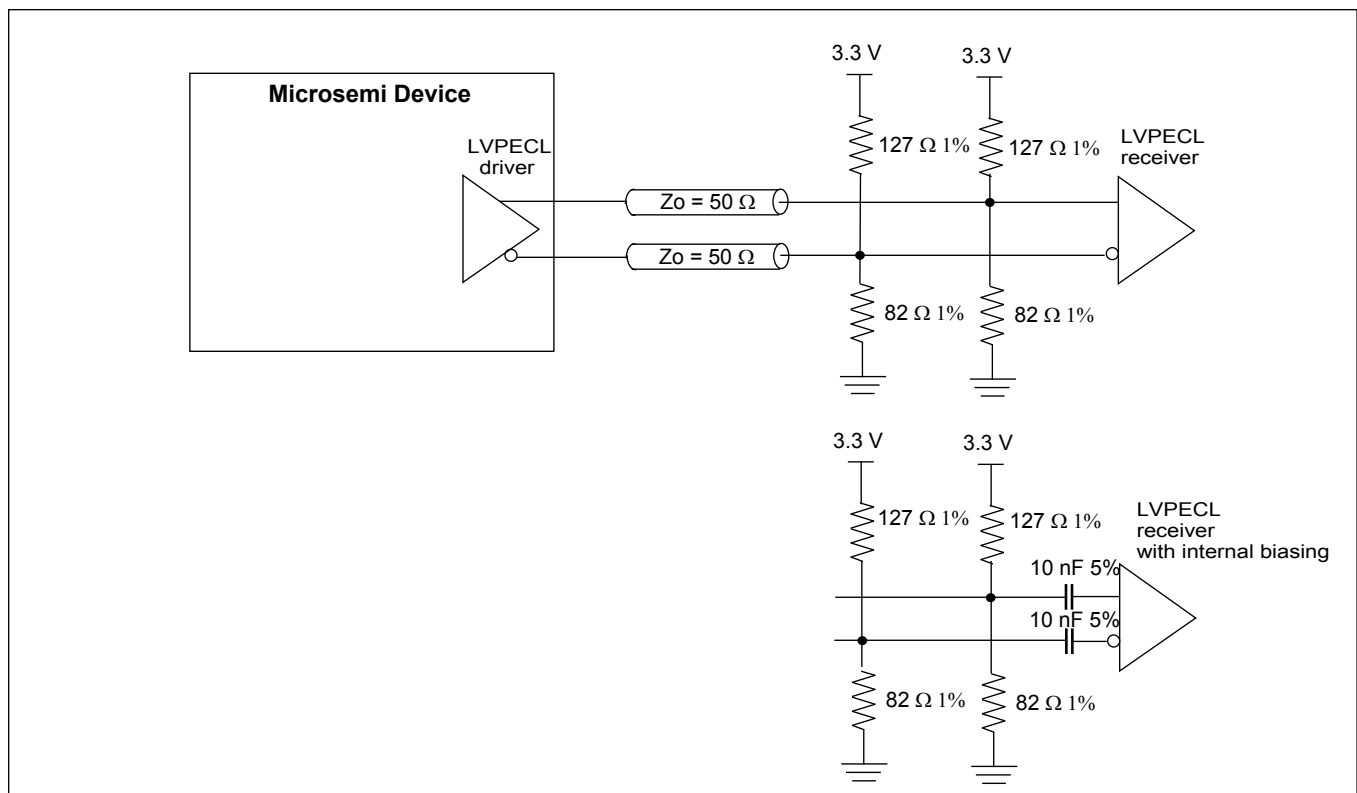 3.3 V
3.3 V
Microsemi Device
LVPECL
driver
127 Ω 1%
127 Ω 1%
LVPECL
receiver
Zo = 50 Ω
Zo = 50 Ω
82 Ω 1%
82 Ω 1%
3.3 V
3.3 V
127 Ω 1%
127 Ω 1%
LVPECL
receiver
with internal biasing
10 nF 5%
10 nF 5%
82 Ω 1%
82 Ω 1%